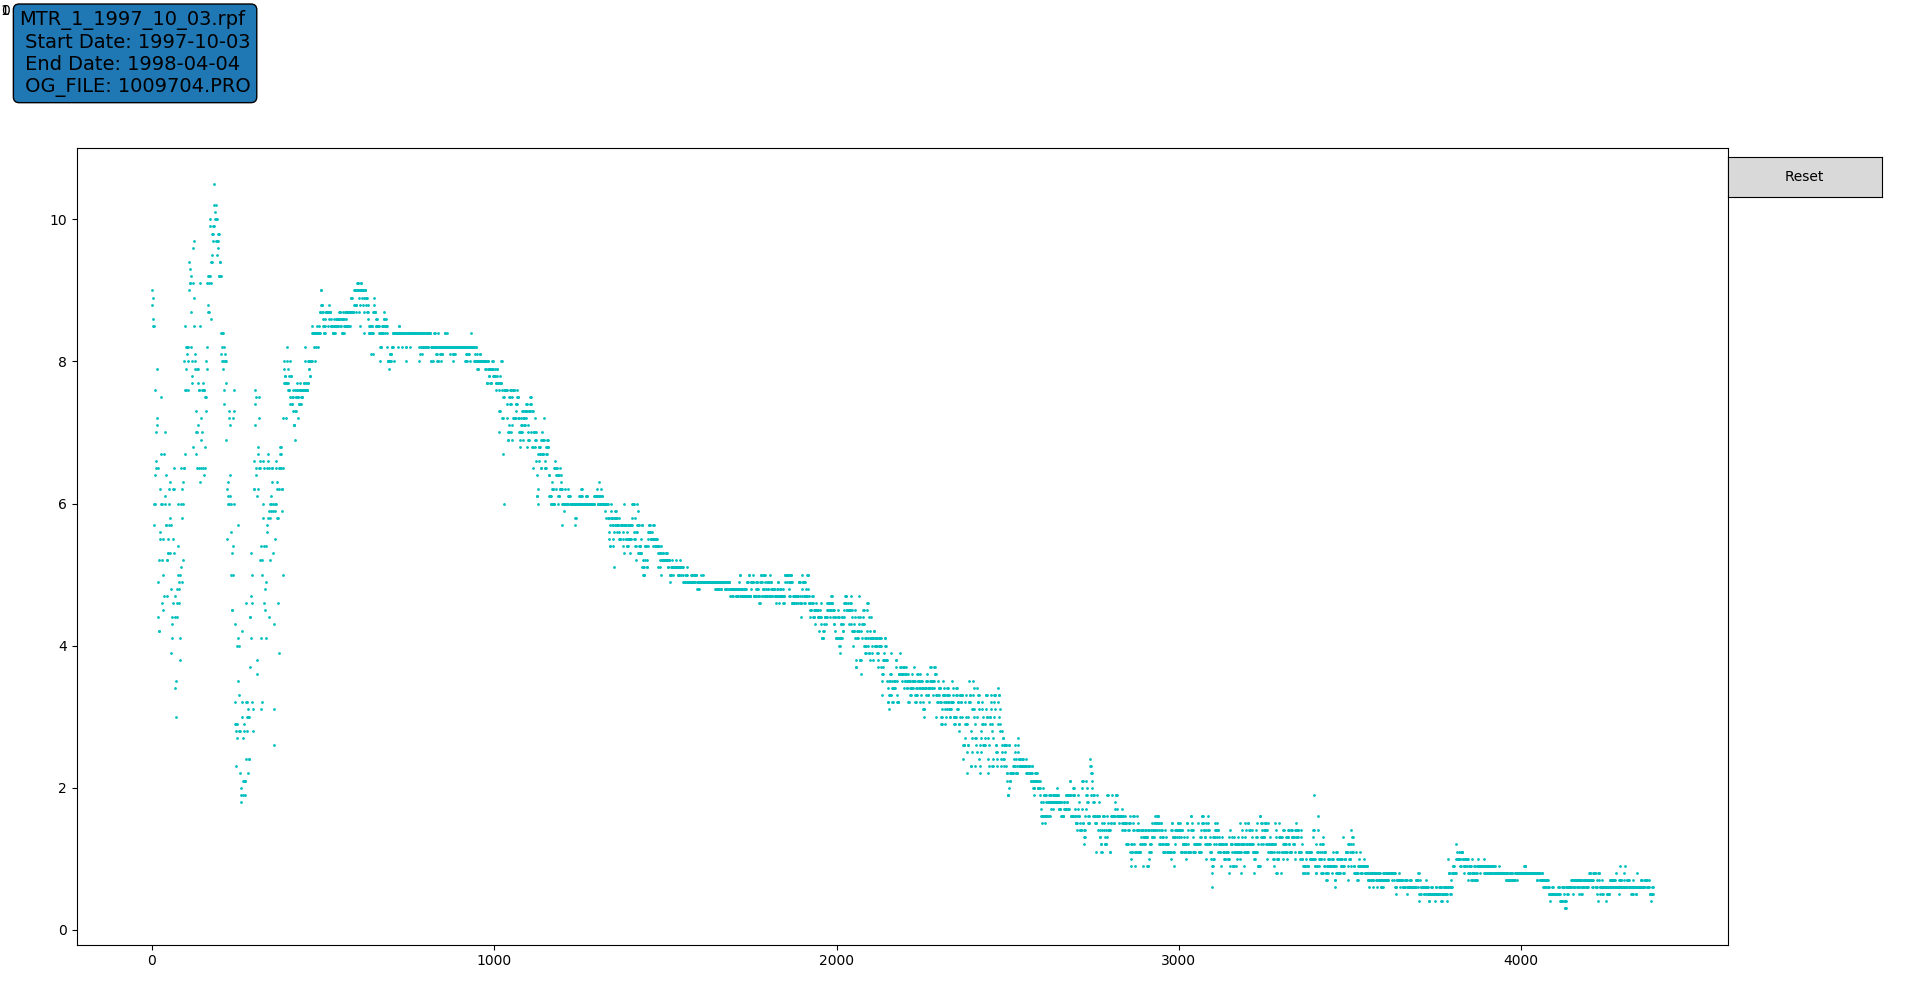 MTR_1_1997_10_03.rpf
Start Date: 1997-10-03
End Date: 1998-04-04
OG_FILE: 1009704.PRO
Reset
10
8
6
4
2
0
0 1000 2000 3000 4000